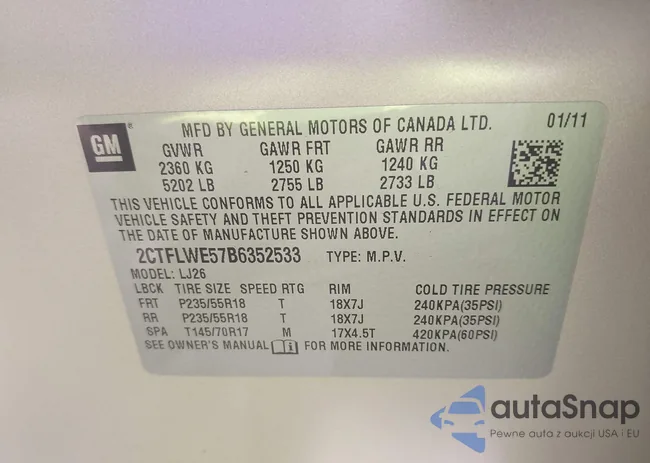 GM
MFD BY GENERAL MOTORS OF CANADA LTD. 01/11
GVWR GAWR FRT GAWR RR
2360 KG 1250 KG 1240 KG
5202 LB 2755 LB 2733 LB
THIS VEHICLE CONFORMS TO ALL APPLICABLE U.S. FEDERAL MOTOR
VEHICLE SAFETY AND THEFT PREVENTION STANDARDS IN EFFECT ON
THE DATE OF MANUFACTURE SHOWN ABOVE.
2CTFLWE57B6352533 TYPE: M.P.V.
MODEL: LJ26
LBCK TIRE SIZE SPEED RTG RIM COLD TIRE PRESSURE
FRT P235/55R18 T 18X7J 240KPA(35PSI)
RR P235/55R18 T 18X7J 240KPA(35PSI)
SPA T145/70R17 M 17X4.5T 420KPA(60PSI)
SEE OWNER'S MANUAL FOR MORE INFORMATION.
autaSnap
Pewne auta z aukcji USA i EU